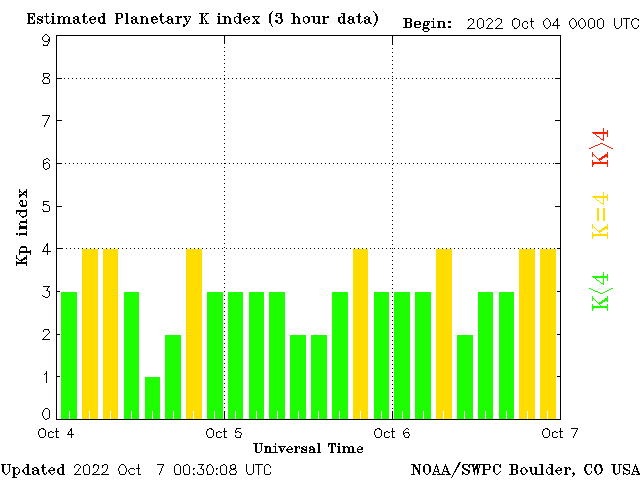 Estimated Planetary K index (3 hour data)
Begin: 2022 Oct 04 0000 UTC
9
8
7
6
5
4
3
2
1
0
Kp index
K>4
K=4
K<4
Oct 4
Oct 5
Oct 6
Oct 7
Universal Time
Updated 2022 Oct 7 00:30:08 UTC
NOAA/SWPC Boulder, CO USA